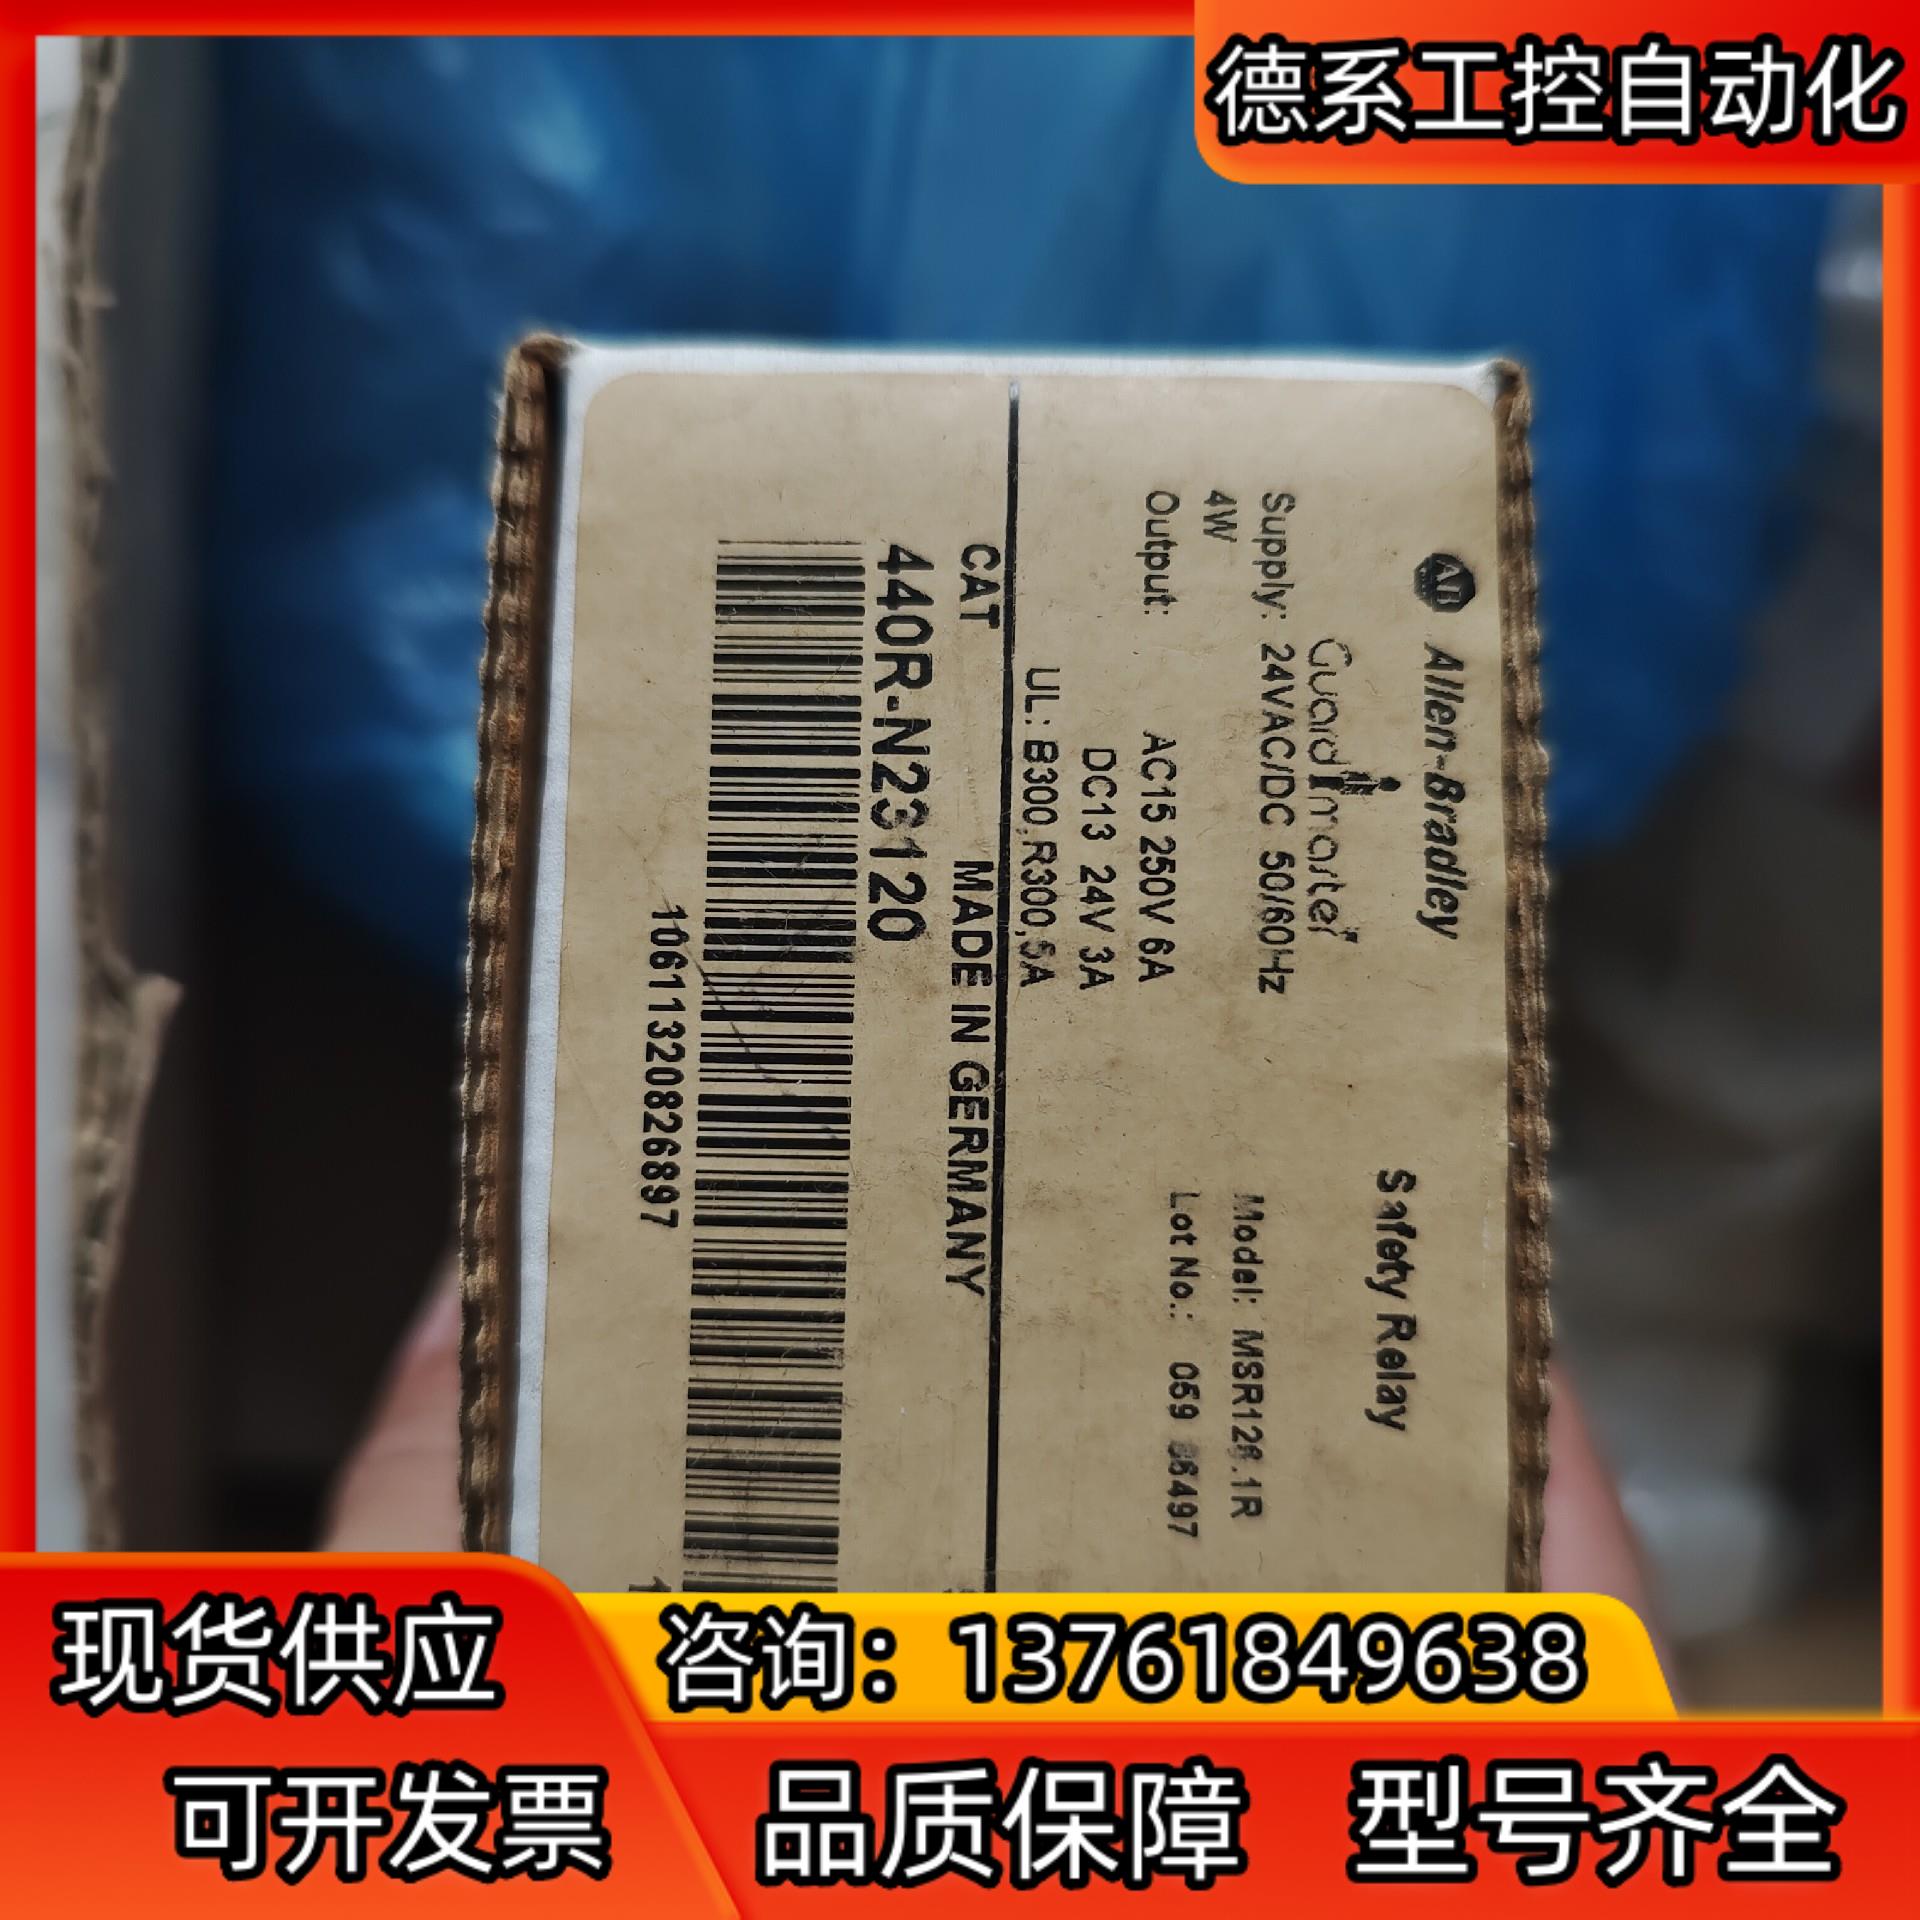 德系工控自动化
Allen-Bradley
Guardmaster
Safety Relay
Supply: 24VAC/DC 50/60Hz
4W
Model: MSR126.1R
Output: AC15 250V 6A
Lot No.: 059
DC13 24V 3A
UL: B300,R300,5A
CAT MADE IN GERMANY
440R-N23120
10611320826897
现货供应
咨询：13761849638
可开发票
品质保障 型号齐全